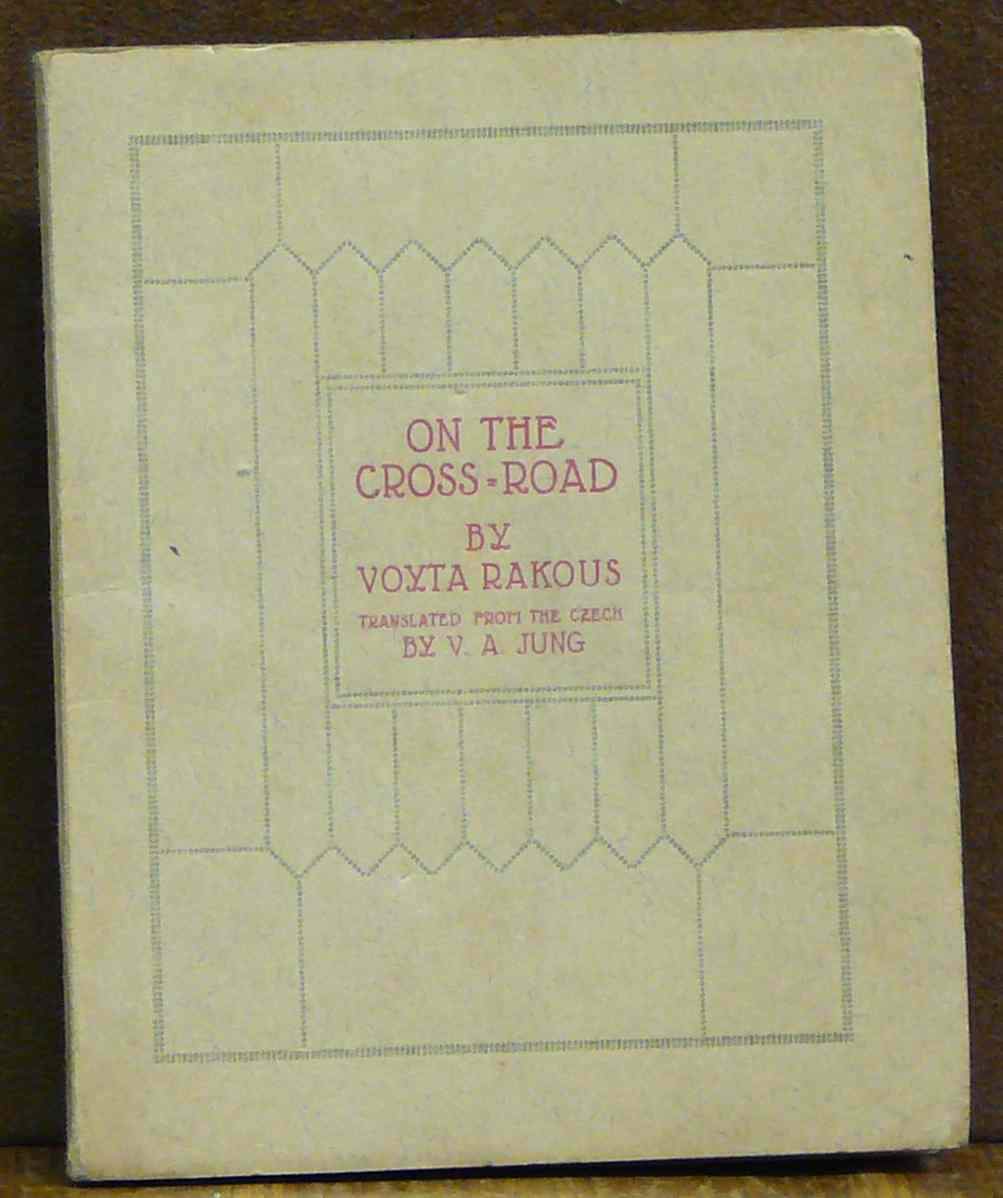 ON THE
CROSS=ROAD
BY
VOYTA RAKOUS
TRANSLATED FROM THE CZECH
BY V. A. JUNG